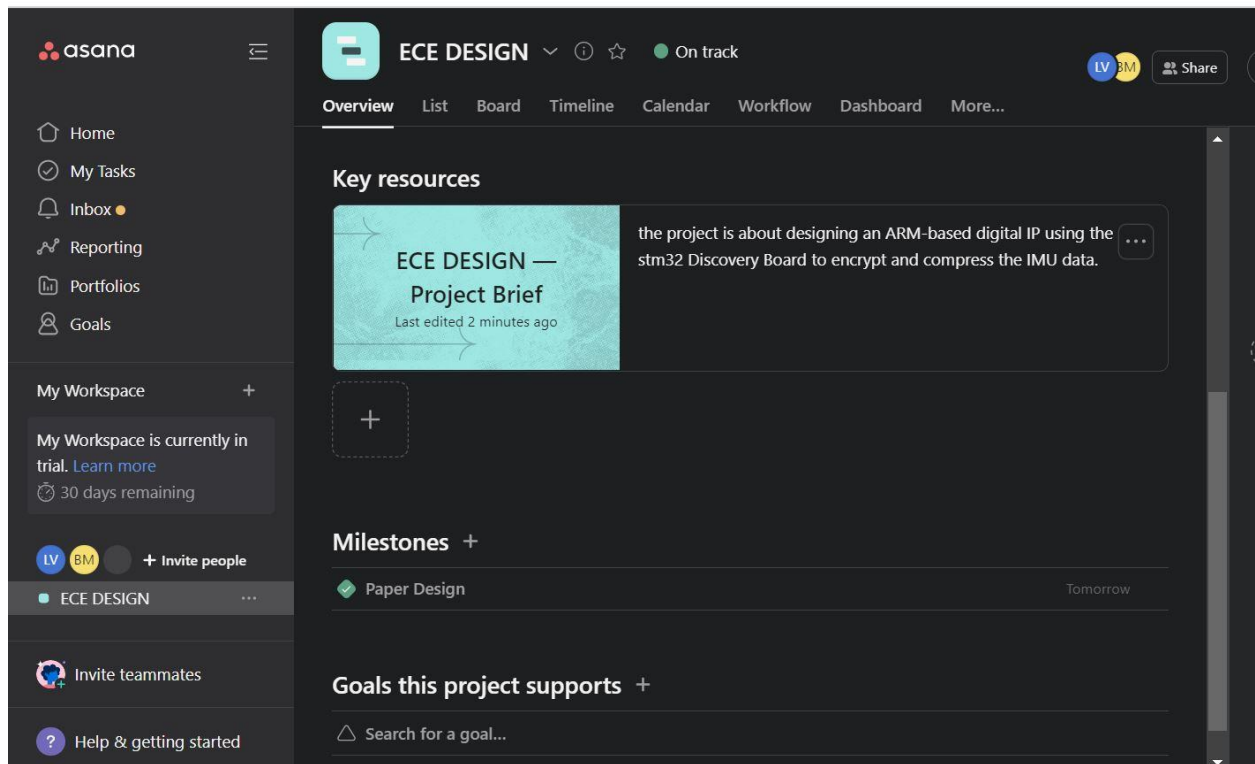 asana
Home
My Tasks
Inbox
Reporting
Portfolios
Goals
My Workspace +
My Workspace is currently in
trial. Learn more
30 days remaining
LV BM + Invite people
ECE DESIGN ...
Invite teammates
? Help & getting started
ECE DESIGN On track
LV BM Share
Overview List Board Timeline Calendar Workflow Dashboard More...
Key resources
ECE DESIGN —
Project Brief
Last edited 2 minutes ago
the project is about designing an ARM-based digital IP using the
stm32 Discovery Board to encrypt and compress the IMU data.
...
+
Milestones +
Paper Design Tomorrow
Goals this project supports +
Search for a goal...